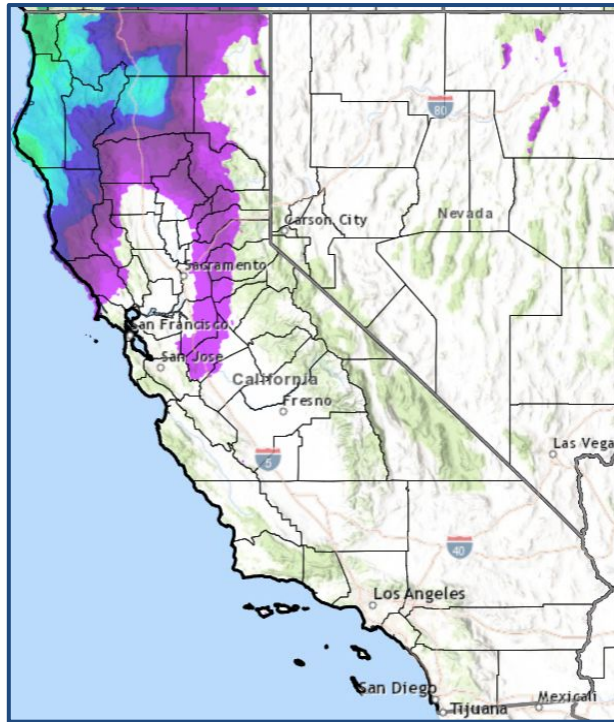 80
Carson City
Nevada
Sacramento
San Francisco
San Jose
California
Fresno
Las Vega
5
40
Los Angeles
San Diego
Tijuana
Mexicali